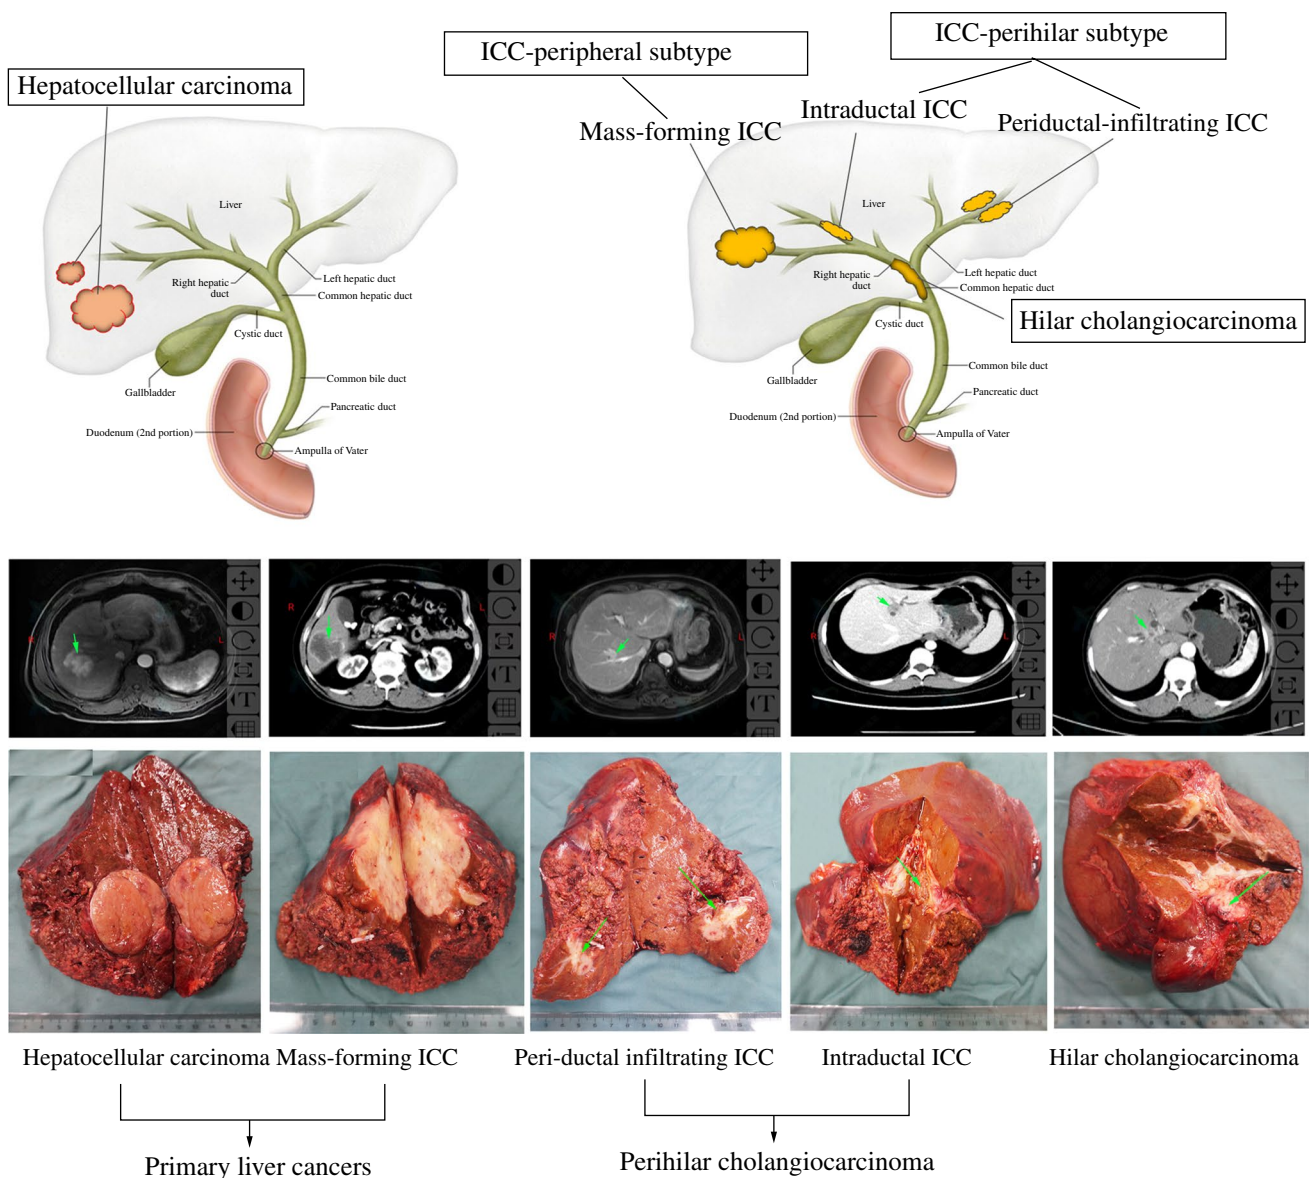 ICC-peripheral subtype
ICC-perihilar subtype
Hepatocellular carcinoma
Mass-forming ICC
Intraductal ICC
Periductal-infiltrating ICC
Liver
Right hepatic
duct
Left hepatic duct
Common hepatic duct
Cystic duct
Gallbladder
Common bile duct
Pancreatic duct
Duodenum (2nd portion)
Ampulla of Vater
Liver
Right hepatic
duct
Left hepatic duct
Common hepatic duct
Hilar cholangiocarcinoma
Cystic duct
Gallbladder
Common bile duct
Pancreatic duct
Duodenum (2nd portion)
Ampulla of Vater
R
L
T
R
L
T
R
L
T
R
L
T
R
T
Hepatocellular carcinoma
Mass-forming ICC
Peri-ductal infiltrating ICC
Intraductal ICC
Hilar cholangiocarcinoma
Primary liver cancers
Perihilar cholangiocarcinoma